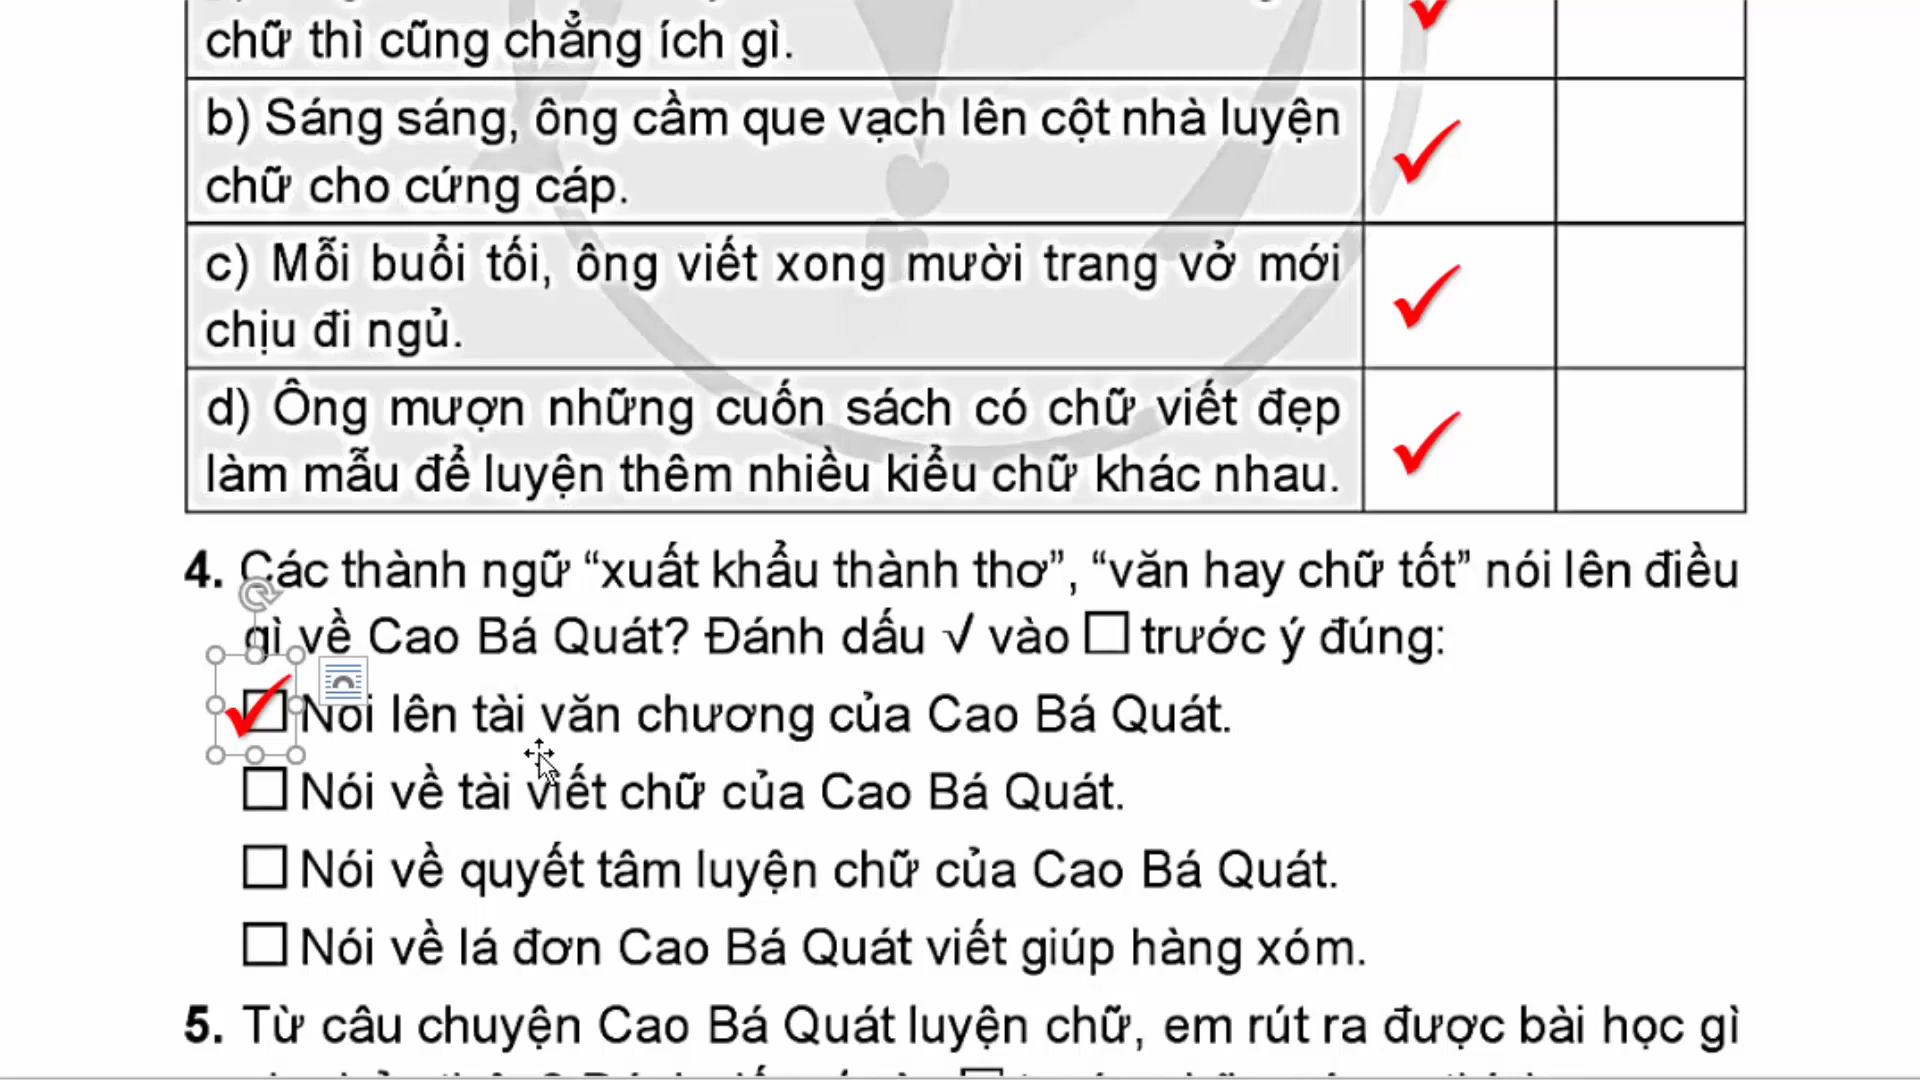 chữ thì cũng chẳng ích gì.
b) Sáng sáng, ông cầm que vạch lên cột nhà luyện
chữ cho cứng cáp.
c) Mỗi buổi tối, ông viết xong mười trang vở mới
chịu đi ngủ.
d) Ông mượn những cuốn sách có chữ viết đẹp
làm mẫu để luyện thêm nhiều kiểu chữ khác nhau.
4. Các thành ngữ “xuất khẩu thành thơ”, “văn hay chữ tốt” nói lên điều
gì về Cao Bá Quát? Đánh dấu √ vào □ trước ý đúng:
□ Nói lên tài văn chương của Cao Bá Quát.
□ Nói về tài viết chữ của Cao Bá Quát.
□ Nói về quyết tâm luyện chữ của Cao Bá Quát.
□ Nói về lá đơn Cao Bá Quát viết giúp hàng xóm.
5. Từ câu chuyện Cao Bá Quát luyện chữ, em rút ra được bài học gì